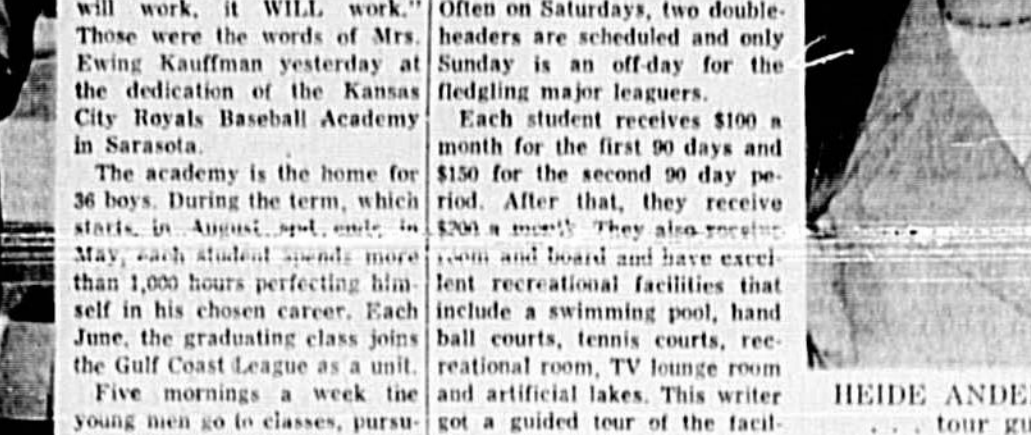 will work, it WILL work."
Those were the words of Mrs.
Ewing Kauffman yesterday at
the dedication of the Kansas
City Royals Baseball Academy
in Sarasota.
The academy is the home for
36 boys. During the term, which
starts in August and ends in
May, each student spends more
than 1,000 hours perfecting him-
self in his chosen career. Each
June, the graduating class joins
the Gulf Coast League as a unit.
Five mornings a week the
young men go to classes, pursu-
Often on Saturdays, two double-
headers are scheduled and only
Sunday is an off-day for the
fledgling major leaguers.
Each student receives $100 a
month for the first 90 days and
$150 for the second 90 day pe-
riod. After that, they receive
$200 a month They also receive
room and board and have excel-
lent recreational facilities that
include a swimming pool, hand
ball courts, tennis courts, rec-
reational room, TV lounge room
and artificial lakes. This writer
got a guided tour of the facil-
HEIDE ANDE
. . . tour gu